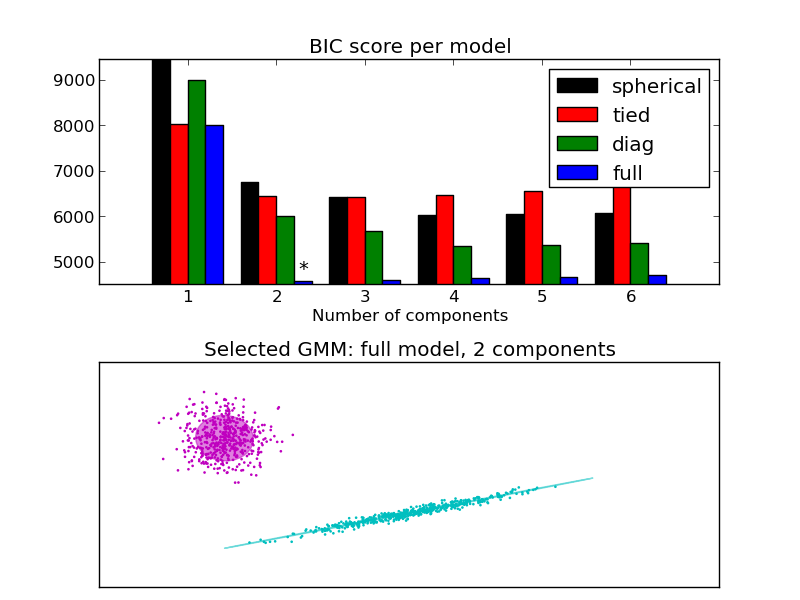 BIC score per model
9000
8000
7000
6000
5000
spherical
tied
diag
full
*
1 2 3 4 5 6
Number of components
Selected GMM: full model, 2 components